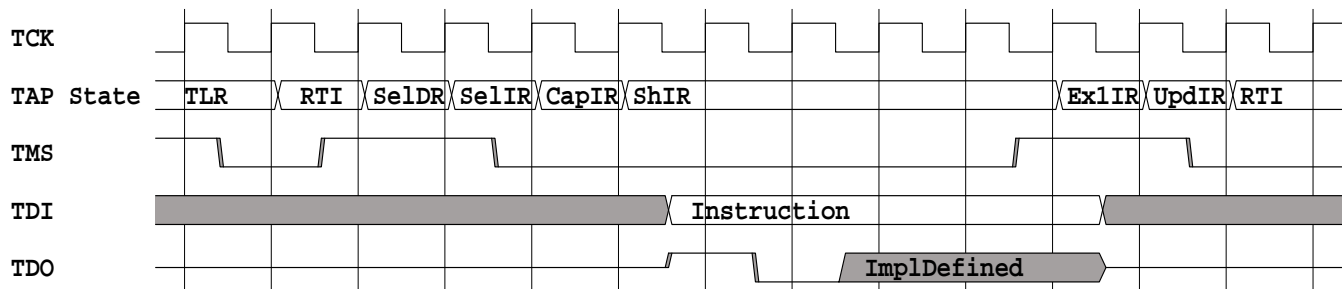 TCK
TAP State TLR RTI SelDR SelIR CapIR ShIR Ex1IR UpdIR RTI
TMS
TDI Instruction
TDO ImplDefined